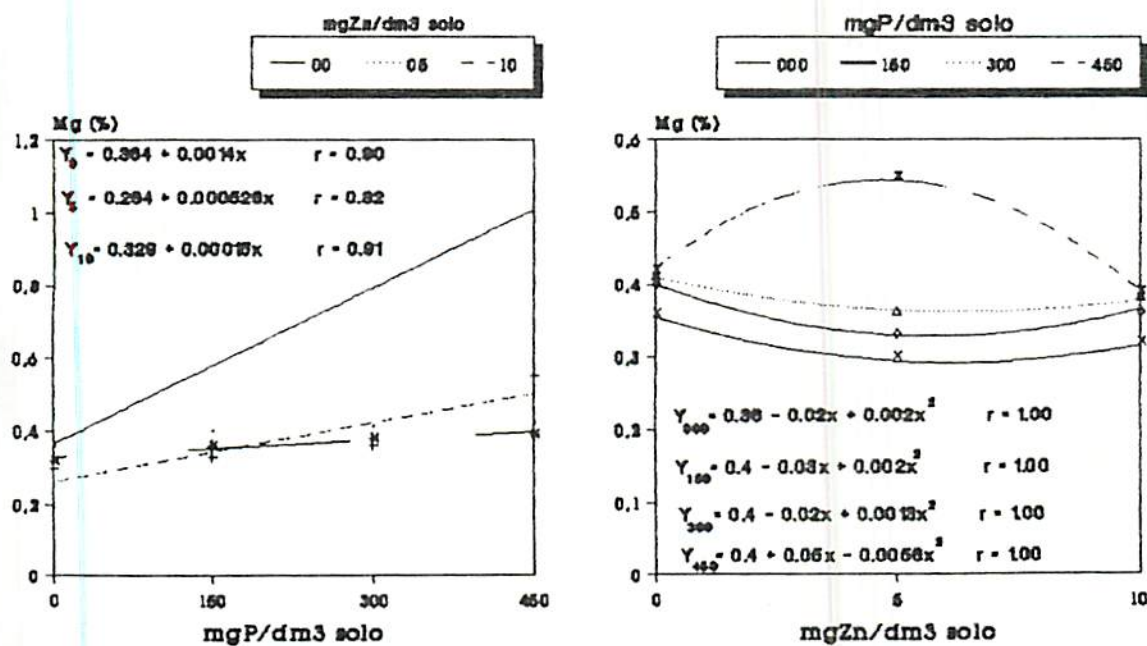 mgZn/dm3 solo
00 05 10
Mg (%)
1,2
1
0,8
0,6
0,4
0,2
0
Y₀ = 0.364 + 0.0014x r = 0.90
Y₅ = 0.264 + 0.000526x r = 0.82
Y₁₀ = 0.329 + 0.00015x r = 0.91
0 150 300 450
mgP/dm3 solo
mgP/dm3 solo
000 150 300 450
Mg (%)
0,6
0,5
0,4
0,3
0,2
0,1
0
Y₀₀₀ = 0.36 - 0.02x + 0.002x² r = 1.00
Y₁₅₀ = 0.4 - 0.03x + 0.002x² r = 1.00
Y₃₀₀ = 0.4 - 0.02x + 0.0013x² r = 1.00
Y₄₅₀ = 0.4 + 0.05x - 0.0056x² r = 1.00
0 5 10
mgZn/dm3 solo